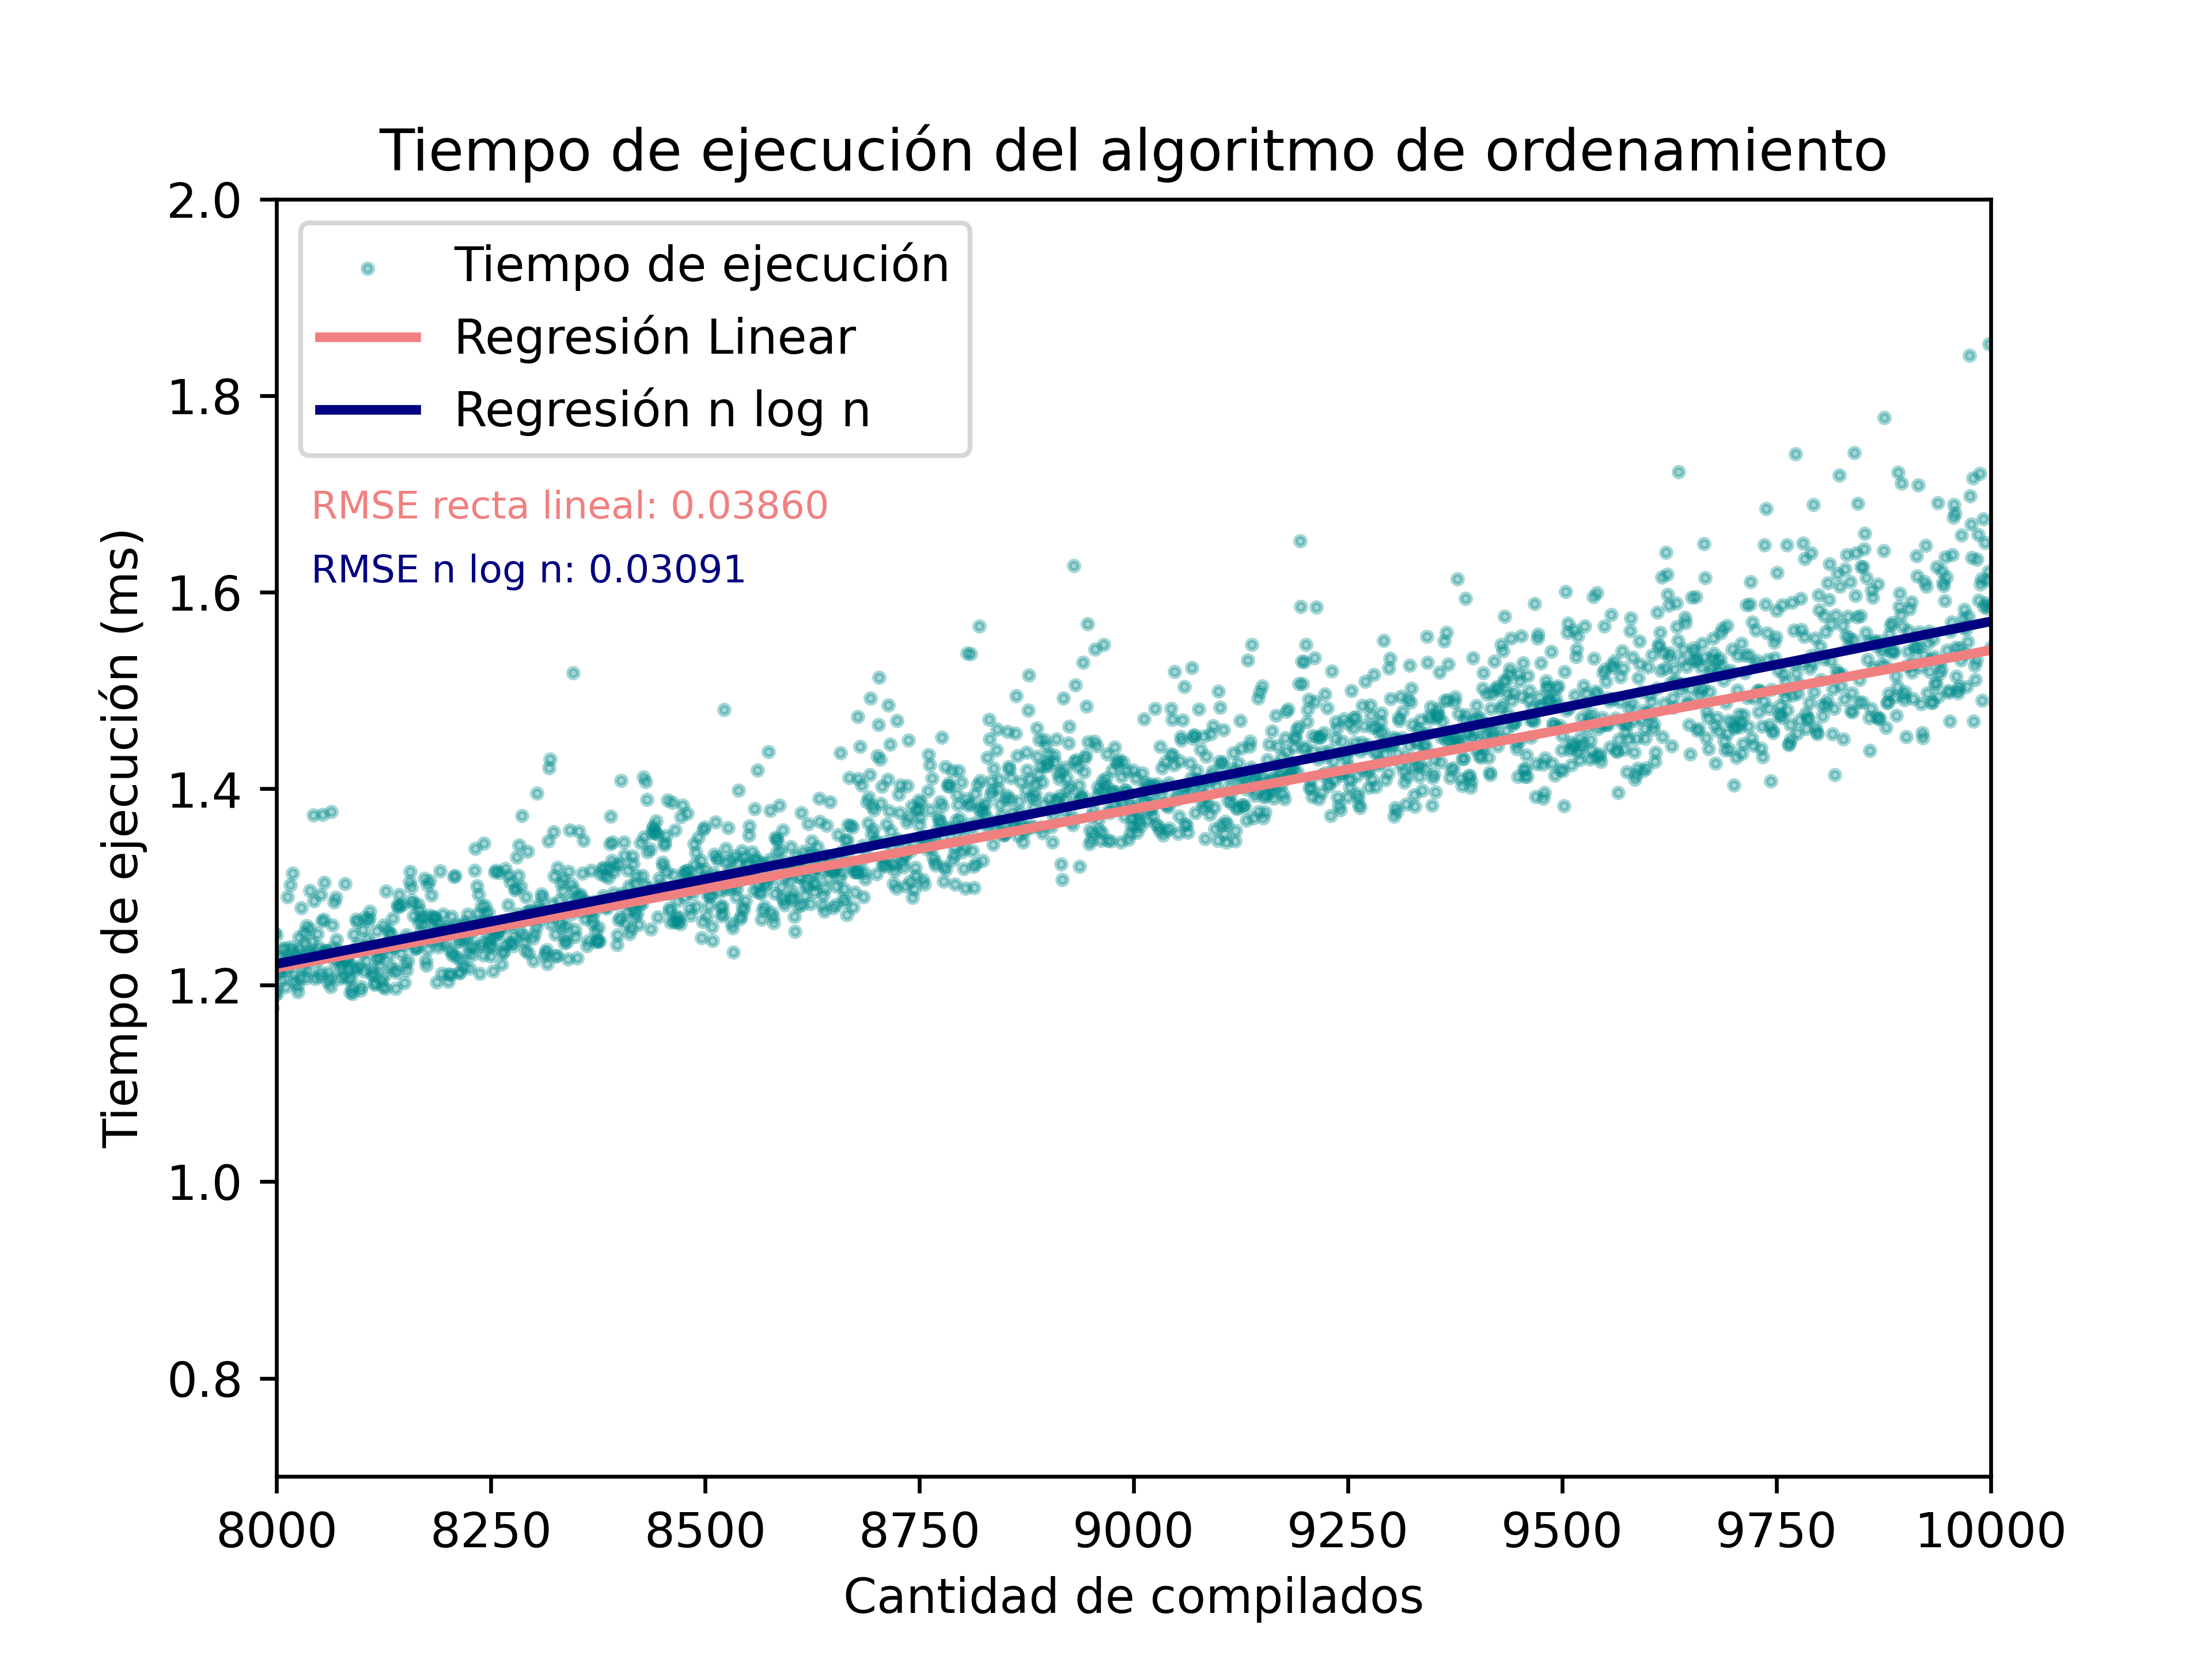 Tiempo de ejecución del algoritmo de ordenamiento
2.0
1.8
1.6
1.4
1.2
1.0
0.8
Tiempo de ejecución (ms)
Tiempo de ejecución
Regresión Linear
Regresión n log n
RMSE recta lineal: 0.03860
RMSE n log n: 0.03091
8000 8250 8500 8750 9000 9250 9500 9750 10000
Cantidad de compilados